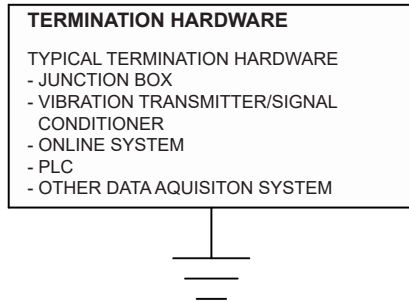 TERMINATION HARDWARE
TYPICAL TERMINATION HARDWARE
- JUNCTION BOX
- VIBRATION TRANSMITTER/SIGNAL
CONDITIONER
- ONLINE SYSTEM
- PLC
- OTHER DATA AQUISITON SYSTEM